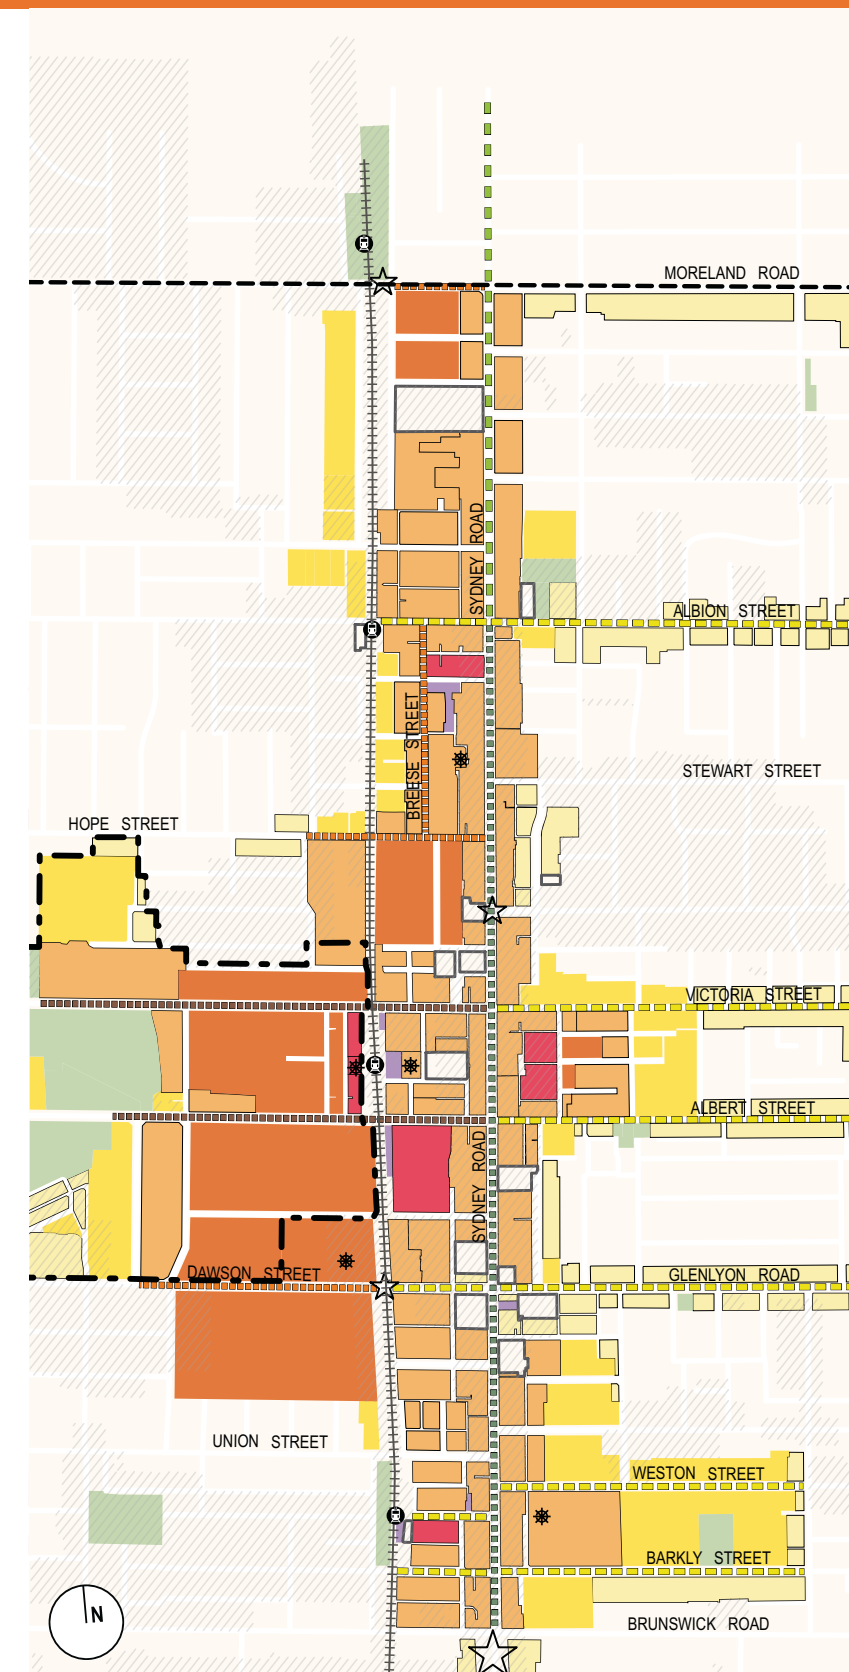 MORELAND ROAD
SYDNEY ROAD
ALBION STREET
BREESE STREET
STEWART STREET
HOPE STREET
VICTORIA STREET
ALBERT STREET
SYDNEY ROAD
DAWSON STREET
GLENLYON ROAD
UNION STREET
WESTON STREET
BARKLY STREET
N
BRUNSWICK ROAD